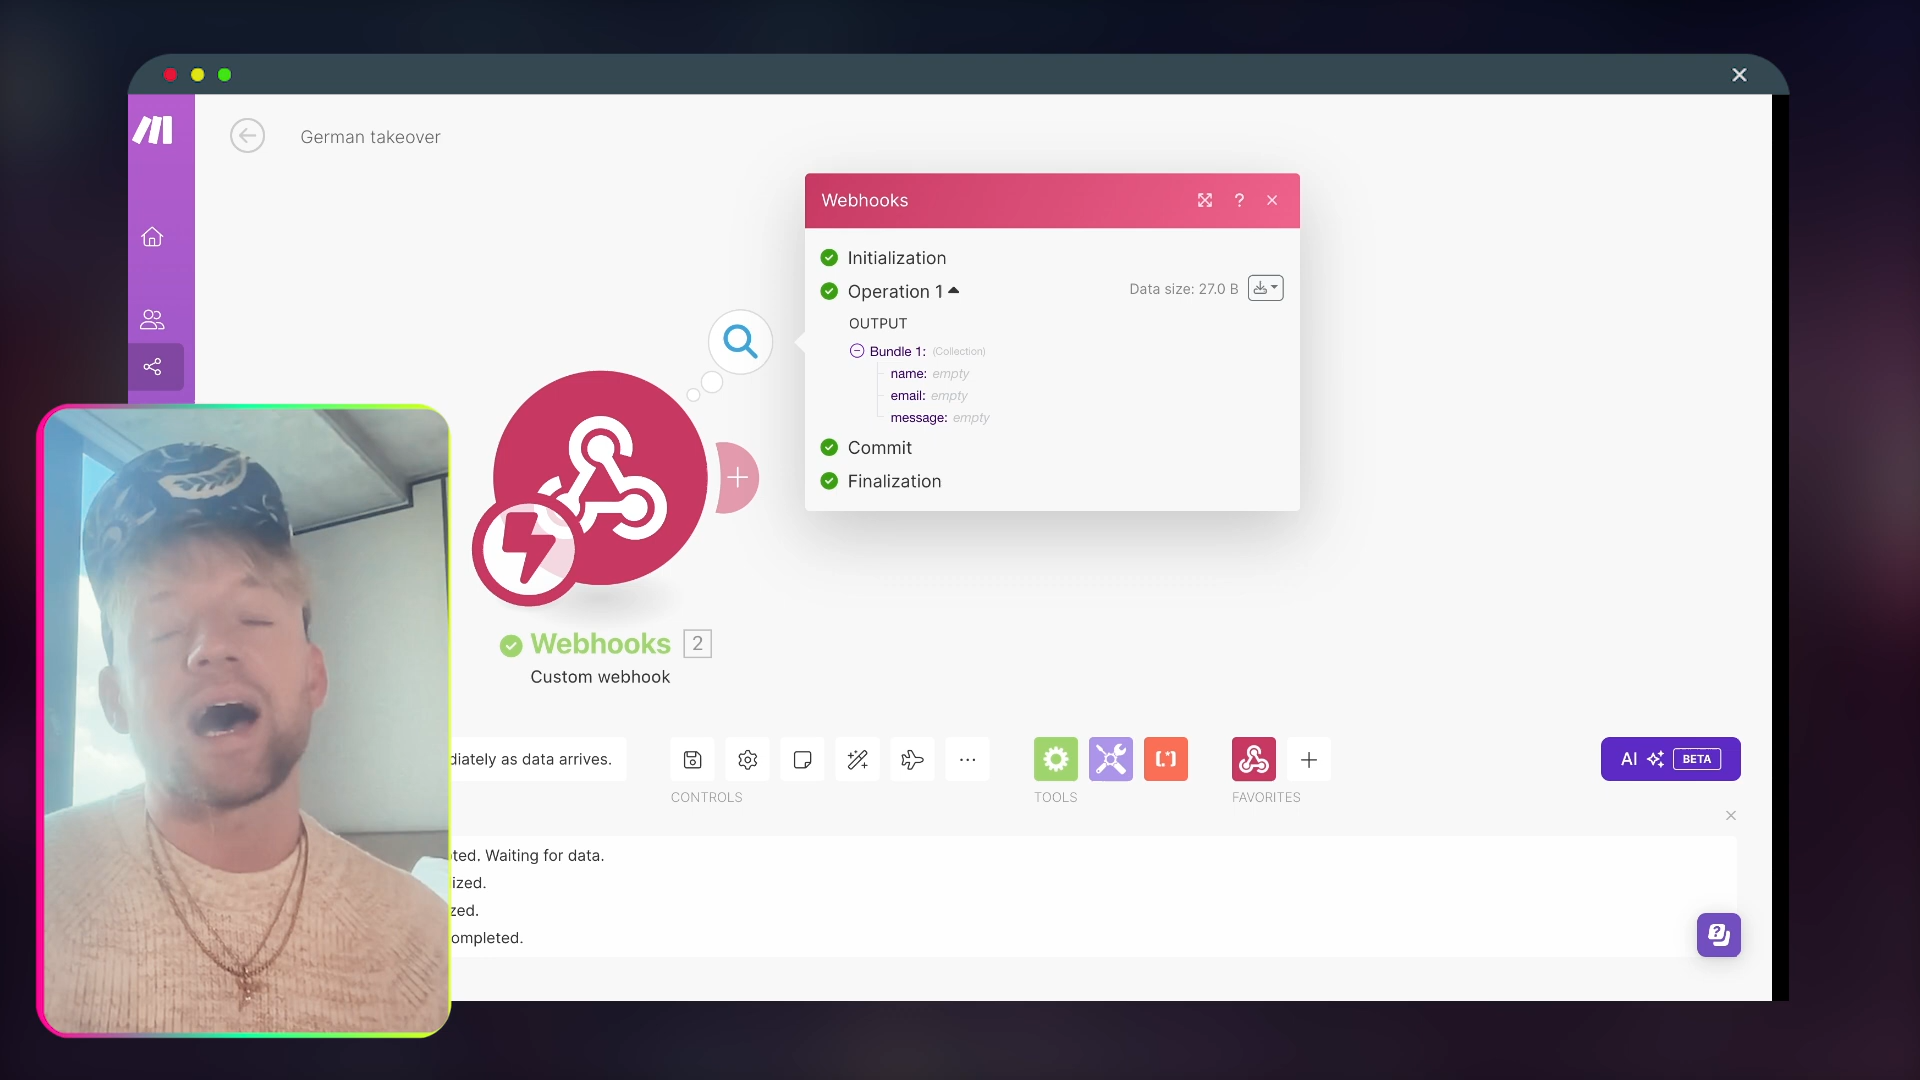 German takeover
Webhooks
?
Initialization
Operation 1
Data size: 27.0 B
OUTPUT
Bundle 1: (Collection)
name: empty
email: empty
message: empty
Commit
Finalization
Webhooks 2
Custom webhook
diately as data arrives.
CONTROLS
TOOLS
FAVORITES
AI BETA
ted. Waiting for data.
ized.
zed.
ompleted.
?